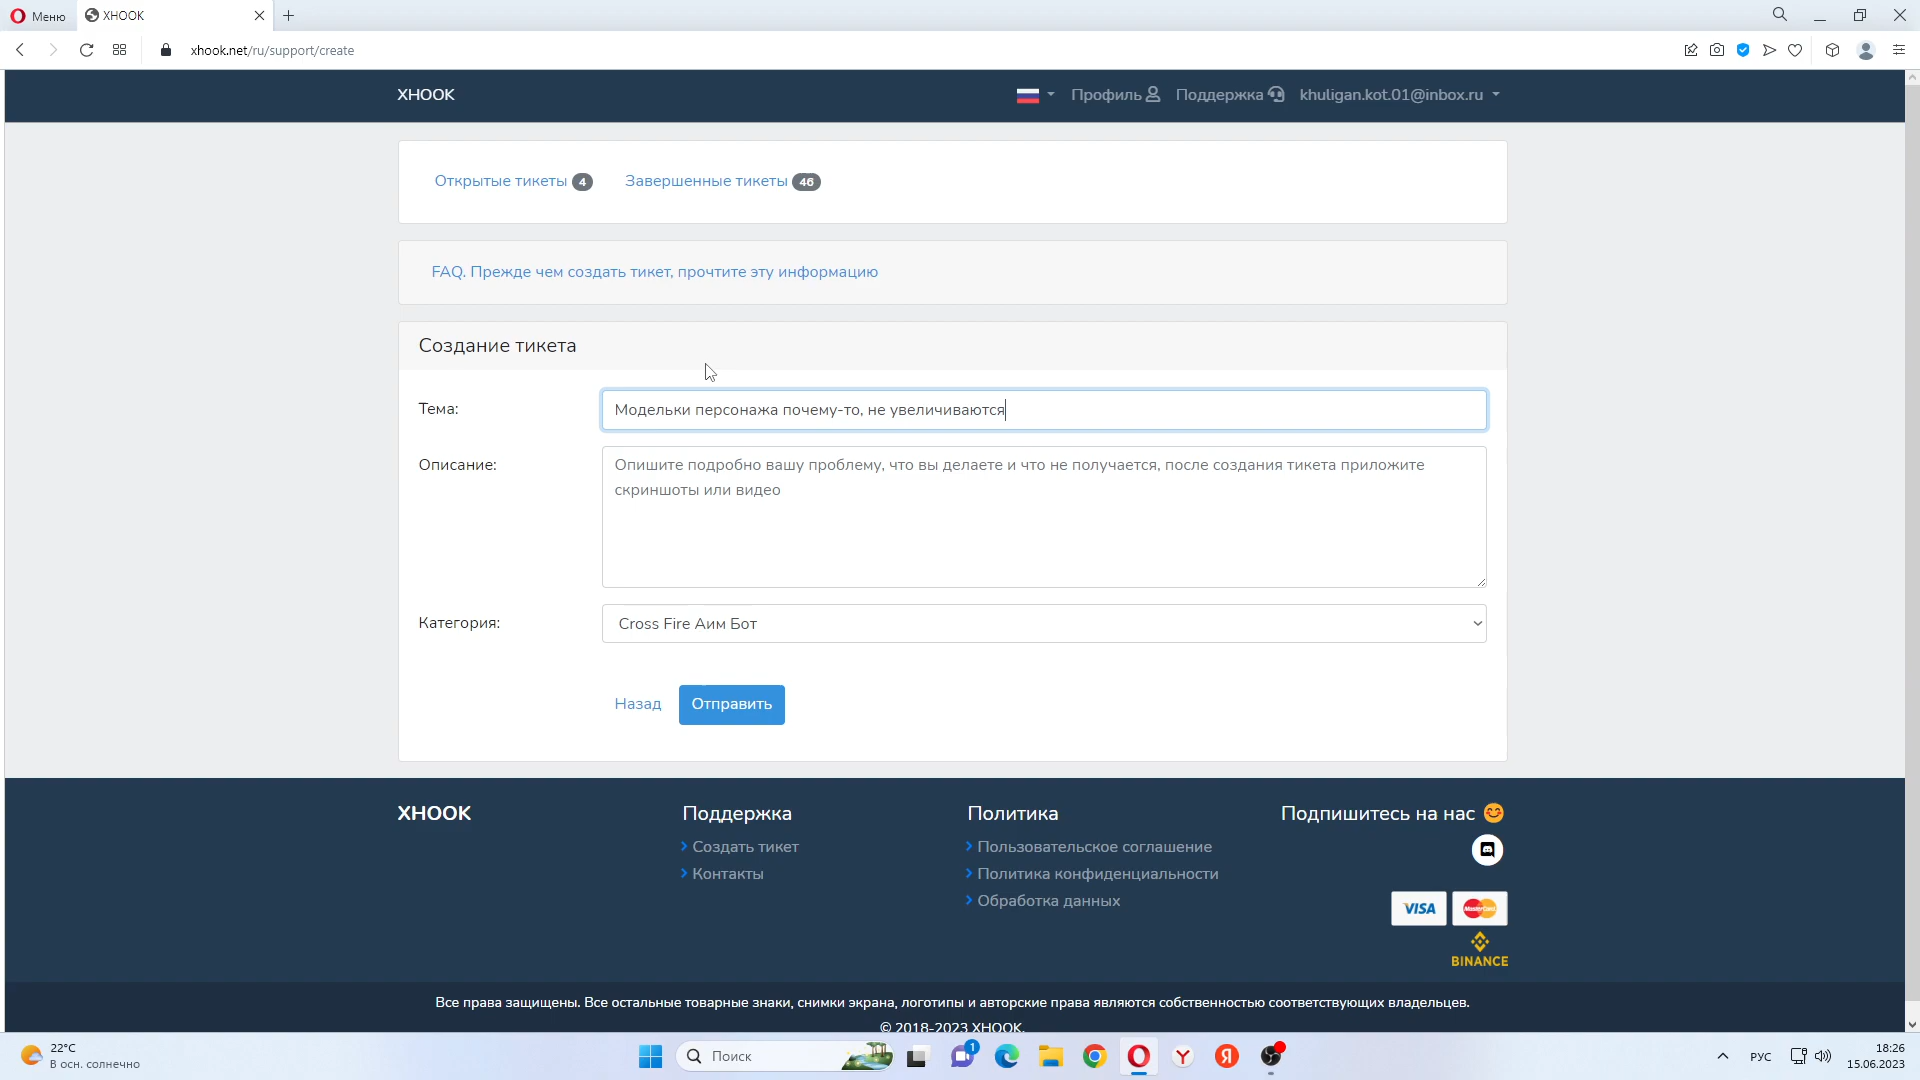 Меню
XHOOK
xhook.net/ru/support/create
XHOOK
Профиль
Поддержка
khuligan.kot.01@inbox.ru
Открытые тикеты 4
Завершенные тикеты 46
FAQ. Прежде чем создать тикет, прочтите эту информацию
Создание тикета
Тема:
Модельки персонажа почему-то, не увеличиваются
Описание:
Опишите подробно вашу проблему, что вы делаете и что не получается, после создания тикета приложите
скриншоты или видео
Категория:
Cross Fire Аим Бот
Назад
Отправить
XHOOK
Поддержка
Создать тикет
Контакты
Политика
Пользовательское соглашение
Политика конфиденциальности
Обработка данных
Подпишитесь на нас
VISA
MasterCard
BINANCE
Все права защищены. Все остальные товарные знаки, снимки экрана, логотипы и авторские права являются собственностью соответствующих владельцев.
© 2018-2023 XHOOK.
22°C
В осн. солнечно
Поиск
1
Y
Я
РУС
18:26
15.06.2023